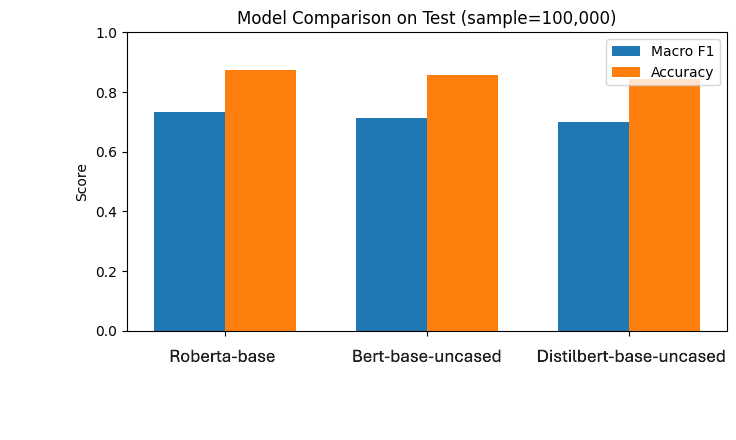 Model Comparison on Test (sample=100,000)
Macro F1
Accuracy
Score
1.0
0.8
0.6
0.4
0.2
0.0
Roberta-base
Bert-base-uncased
Distilbert-base-uncased